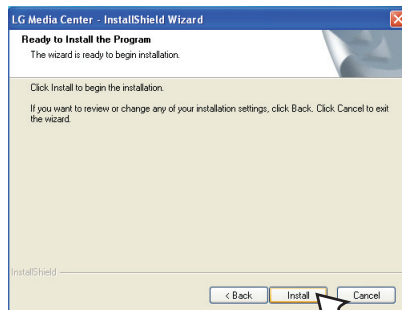 LG Media Center - InstallShield Wizard
Ready to Install the Program
The wizard is ready to begin installation.
Click Install to begin the installation.
If you want to review or change any of your installation settings, click Back. Click Cancel to exit
the wizard.
InstallShield
< Back Install Cancel